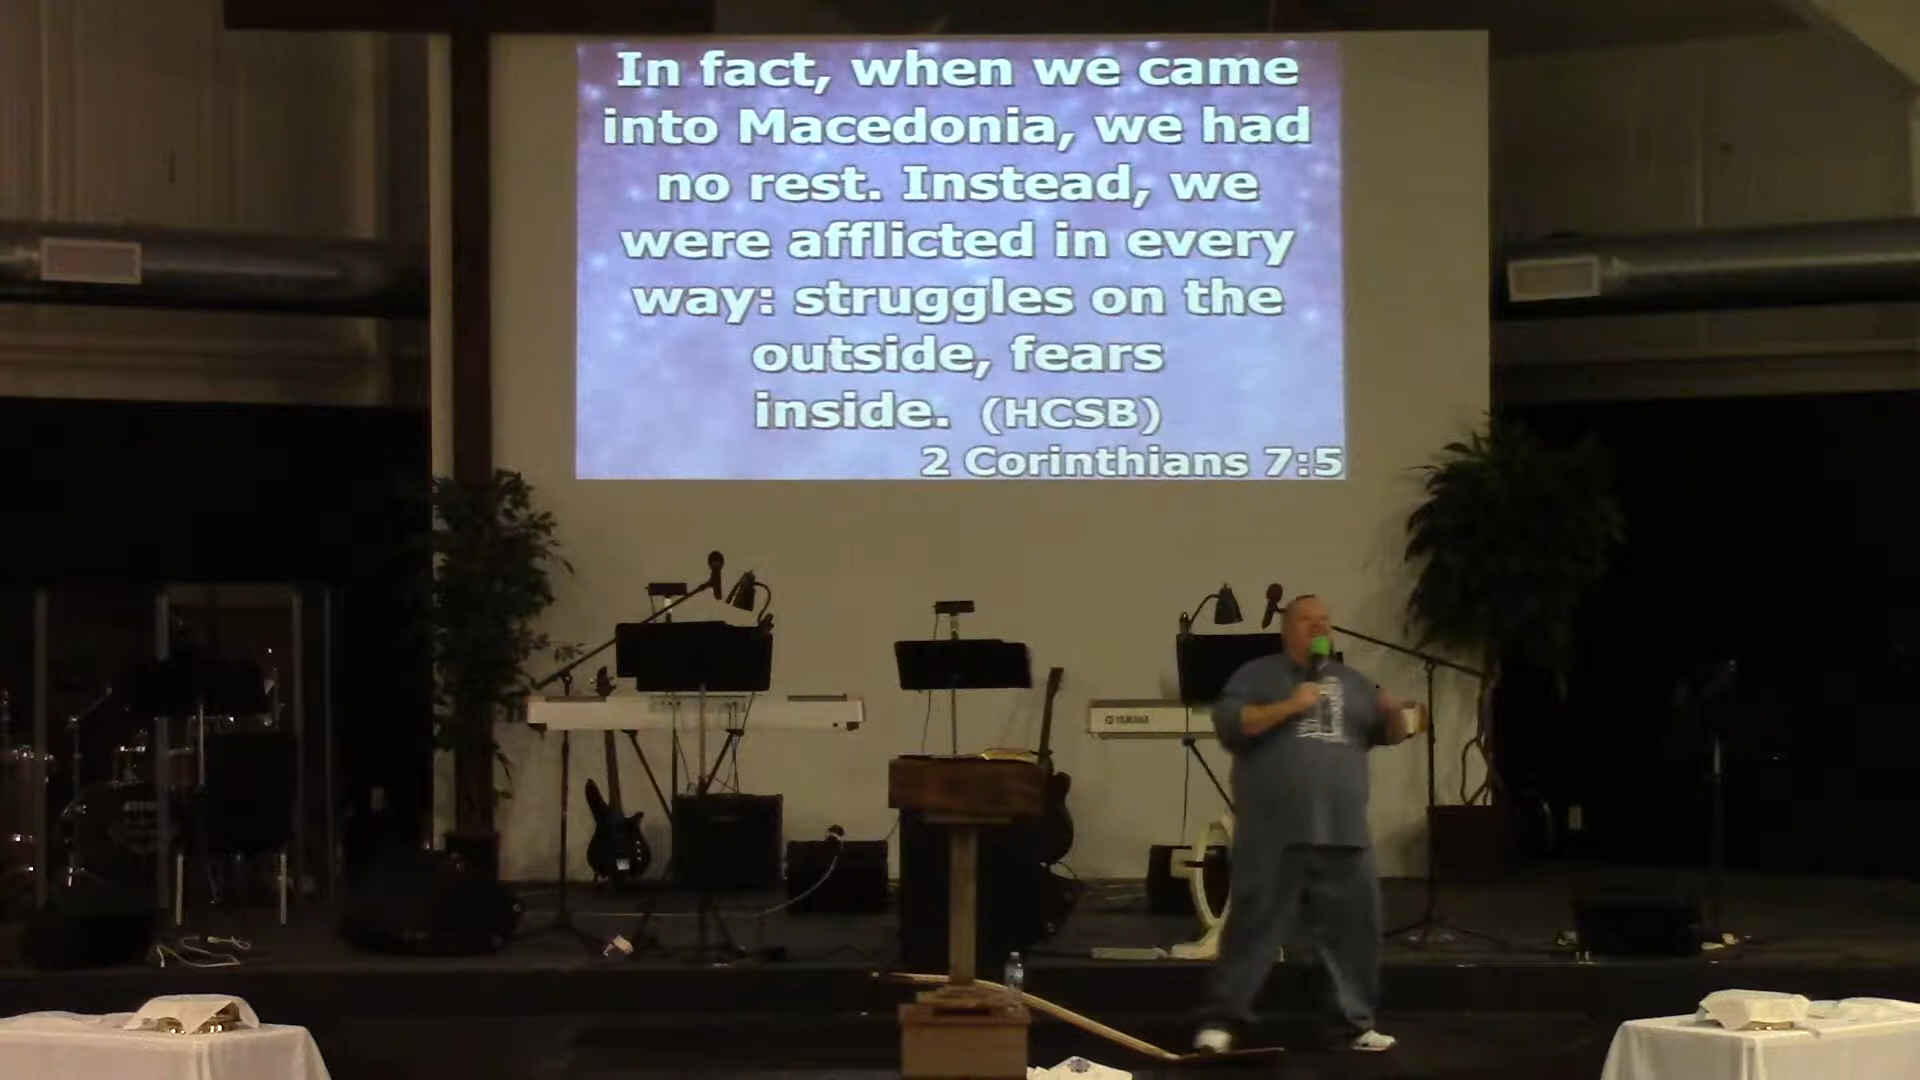 In fact, when we came
into Macedonia, we had
no rest. Instead, we
were afflicted in every
way: struggles on the
outside, fears
inside. (HCSB)
2 Corinthians 7:5
YAMAHA